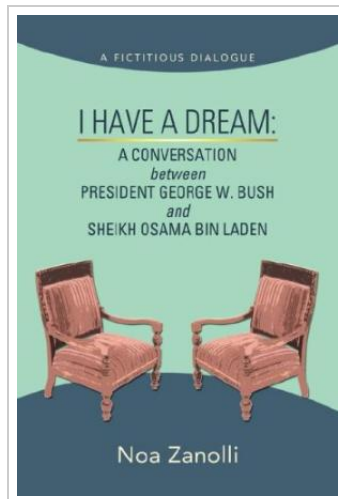 A FICTITIOUS DIALOGUE
I HAVE A DREAM:
A CONVERSATION
between
PRESIDENT GEORGE W. BUSH
and
SHEIKH OSAMA BIN LADEN
Noa Zanolli